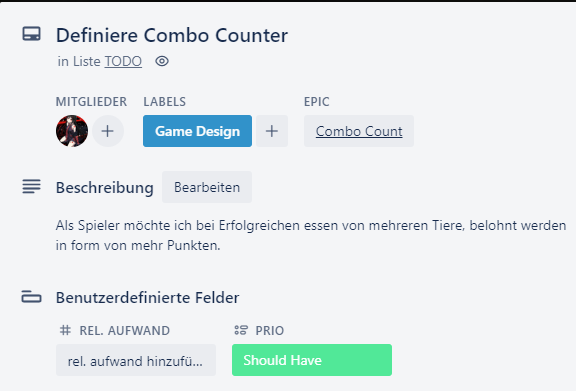 Definiere Combo Counter
in Liste TODO
MITGLIEDER LABELS EPIC
+ Game Design + Combo Count
Beschreibung Bearbeiten
Als Spieler möchte ich bei Erfolgreichen essen von mehreren Tiere, belohnt werden
in form von mehr Punkten.
Benutzerdefinierte Felder
# REL. AUFWAND PRIO
rel. aufwand hinzufü... Should Have